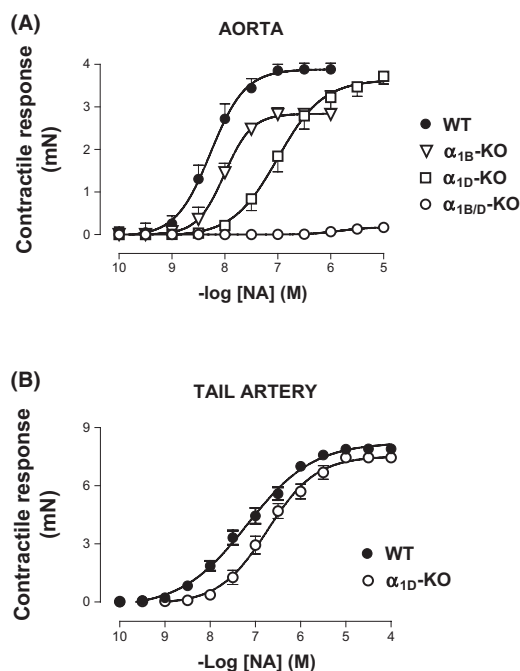 (A)
AORTA
Contractile response
(mN)
4
3
2
1
0
10 9 8 7 6 5
-log [NA] (M)
WT
α1B-KO
α1D-KO
α1B/D-KO
(B)
TAIL ARTERY
Contractile response
(mN)
9
6
3
0
10 9 8 7 6 5 4
-Log [NA] (M)
WT
α1D-KO